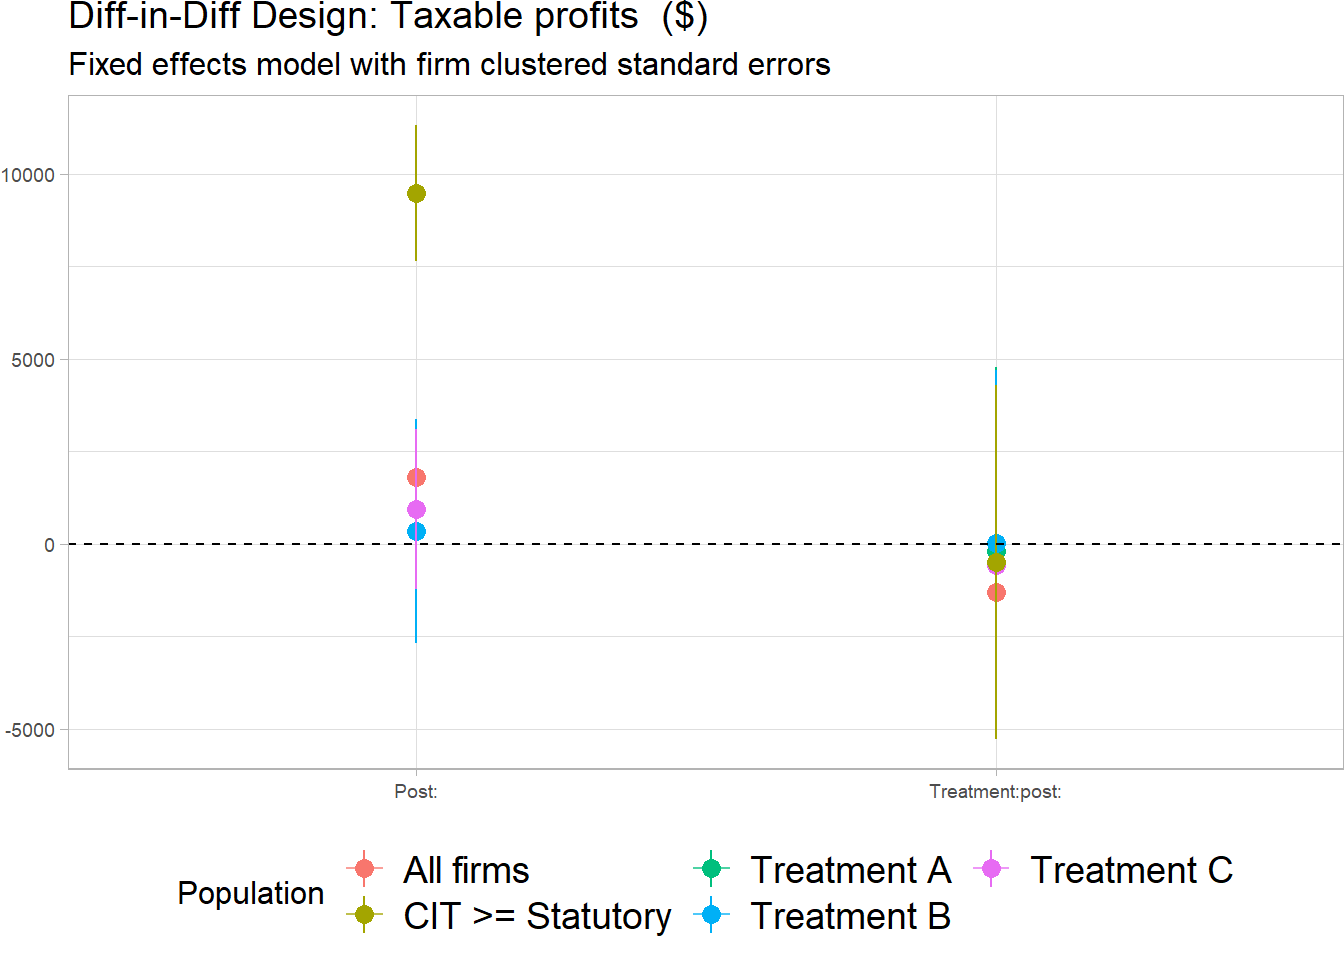 Diff-in-Diff Design: Taxable profits  ($)
Fixed effects model with firm clustered standard errors
10000
5000
0
-5000
Post:
Treatment:post:
Population
All firms
CIT >= Statutory
Treatment A
Treatment B
Treatment C